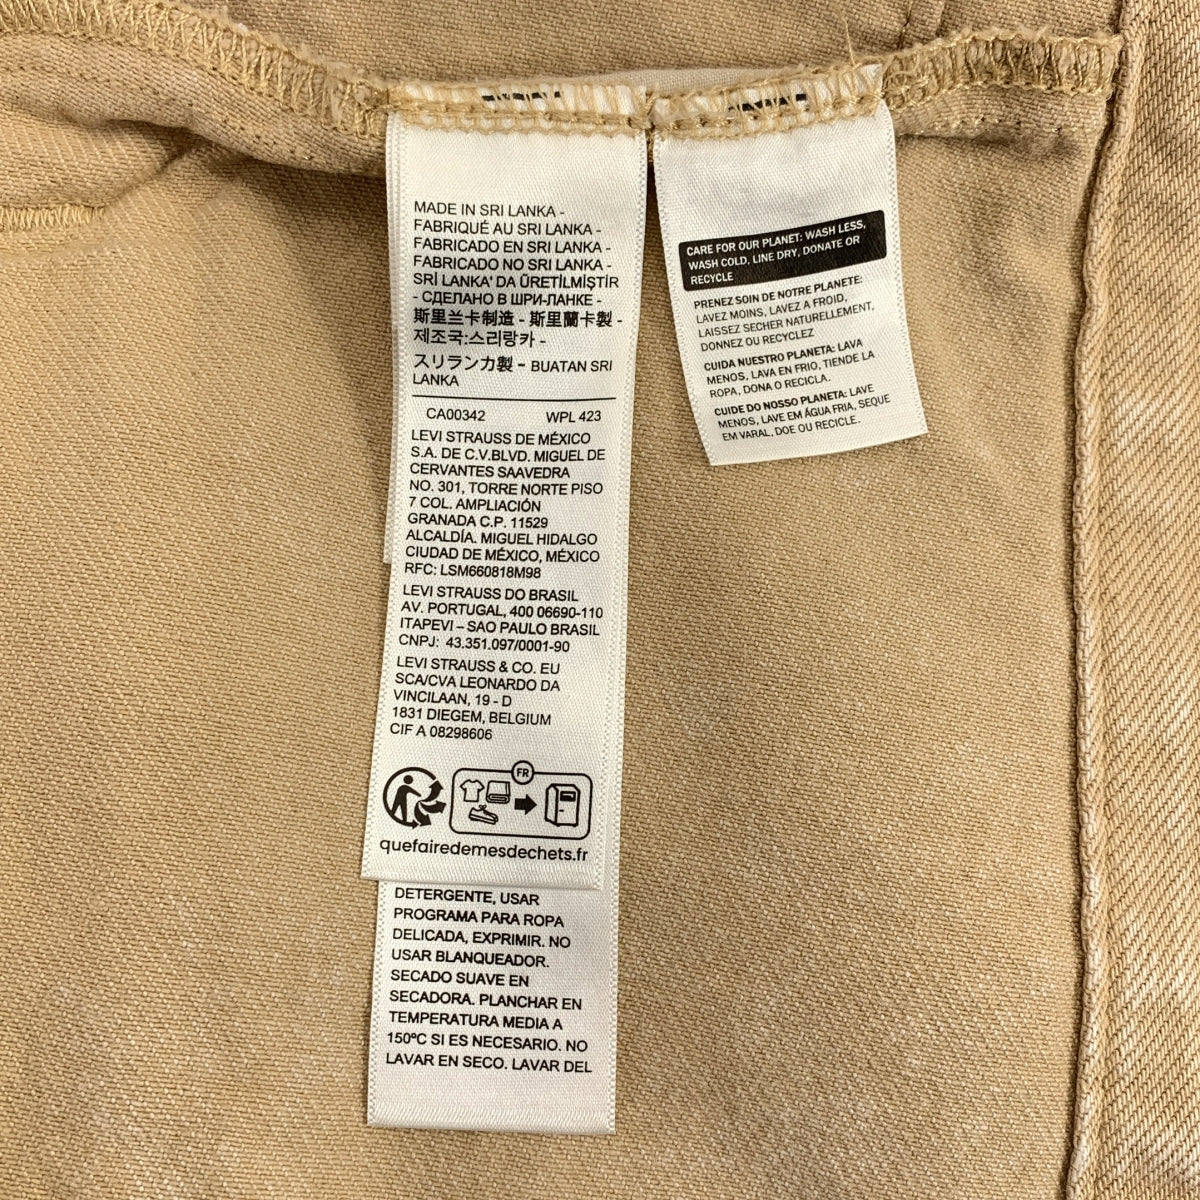 MADE IN SRI LANKA -
FABRIQUÉ AU SRI LANKA -
FABRICADO EN SRI LANKA -
FABRICADO NO SRI LANKA -
SRİ LANKA' DA ÜRETİLMİŞTİR
- СДЕЛАНО В ШРИ-ЛАНКЕ -
斯里兰卡制造 - 斯里蘭卡製 -
제조국:스리랑카 -
スリランカ製 - BUATAN SRI
LANKA
CA00342 WPL 423
LEVI STRAUSS DE MÉXICO
S.A. DE C.V.BLVD. MIGUEL DE
CERVANTES SAAVEDRA
NO. 301, TORRE NORTE PISO
7 COL. AMPLIACIÓN
GRANADA C.P. 11529
ALCALDÍA. MIGUEL HIDALGO
CIUDAD DE MÉXICO, MÉXICO
RFC: LSM660818M98
LEVI STRAUSS DO BRASIL
AV. PORTUGAL, 400 06690-110
ITAPEVI – SAO PAULO BRASIL
CNPJ: 43.351.097/0001-90
LEVI STRAUSS & CO. EU
SCA/CVA LEONARDO DA
VINCILAAN, 19 - D
1831 DIEGEM, BELGIUM
CIF A 08298606
FR
quefairedemesdechets.fr
DETERGENTE, USAR
PROGRAMA PARA ROPA
DELICADA, EXPRIMIR. NO
USAR BLANQUEADOR.
SECADO SUAVE EN
SECADORA. PLANCHAR EN
TEMPERATURA MEDIA A
150ºC SI ES NECESARIO. NO
LAVAR EN SECO. LAVAR DEL
CARE FOR OUR PLANET: WASH LESS,
WASH COLD, LINE DRY, DONATE OR
RECYCLE
PRENEZ SOIN DE NOTRE PLANETE:
LAVEZ MOINS, LAVEZ A FROID,
LAISSEZ SECHER NATURELLEMENT,
DONNEZ OU RECYCLEZ
CUIDA NUESTRO PLANETA: LAVA
MENOS, LAVA EN FRIO, TIENDE LA
ROPA, DONA O RECICLA.
CUIDE DO NOSSO PLANETA: LAVE
MENOS, LAVE EM ÁGUA FRIA, SEQUE
EM VARAL, DOE OU RECICLE.